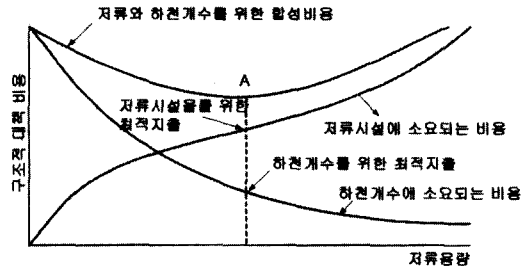 저류와 하천개수를 위한 합성비용
A
저류시설을를 위한
최적지출
저류시설에 소요되는 비용
하천개수를 위한 최적지출
하천개수에 소요되는 비용
구조적 대책 비용
저류용량